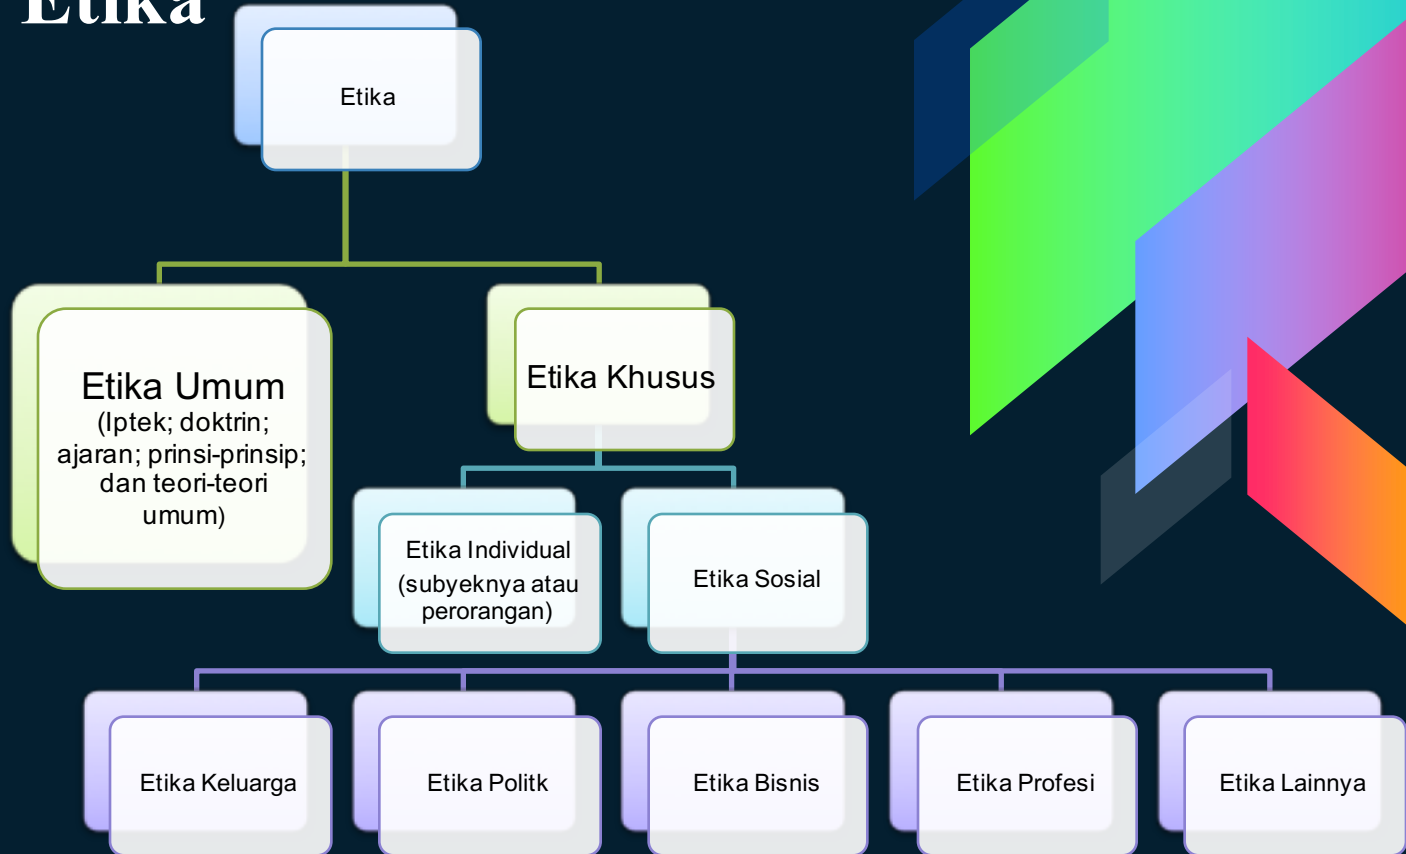 Etika
Etika
Etika Umum
(Iptek; doktrin;
ajaran; prinsi-prinsip;
dan teori-teori
umum)
Etika Khusus
Etika Individual
(subyeknya atau
perorangan)
Etika Sosial
Etika Keluarga
Etika Politk
Etika Bisnis
Etika Profesi
Etika Lainnya